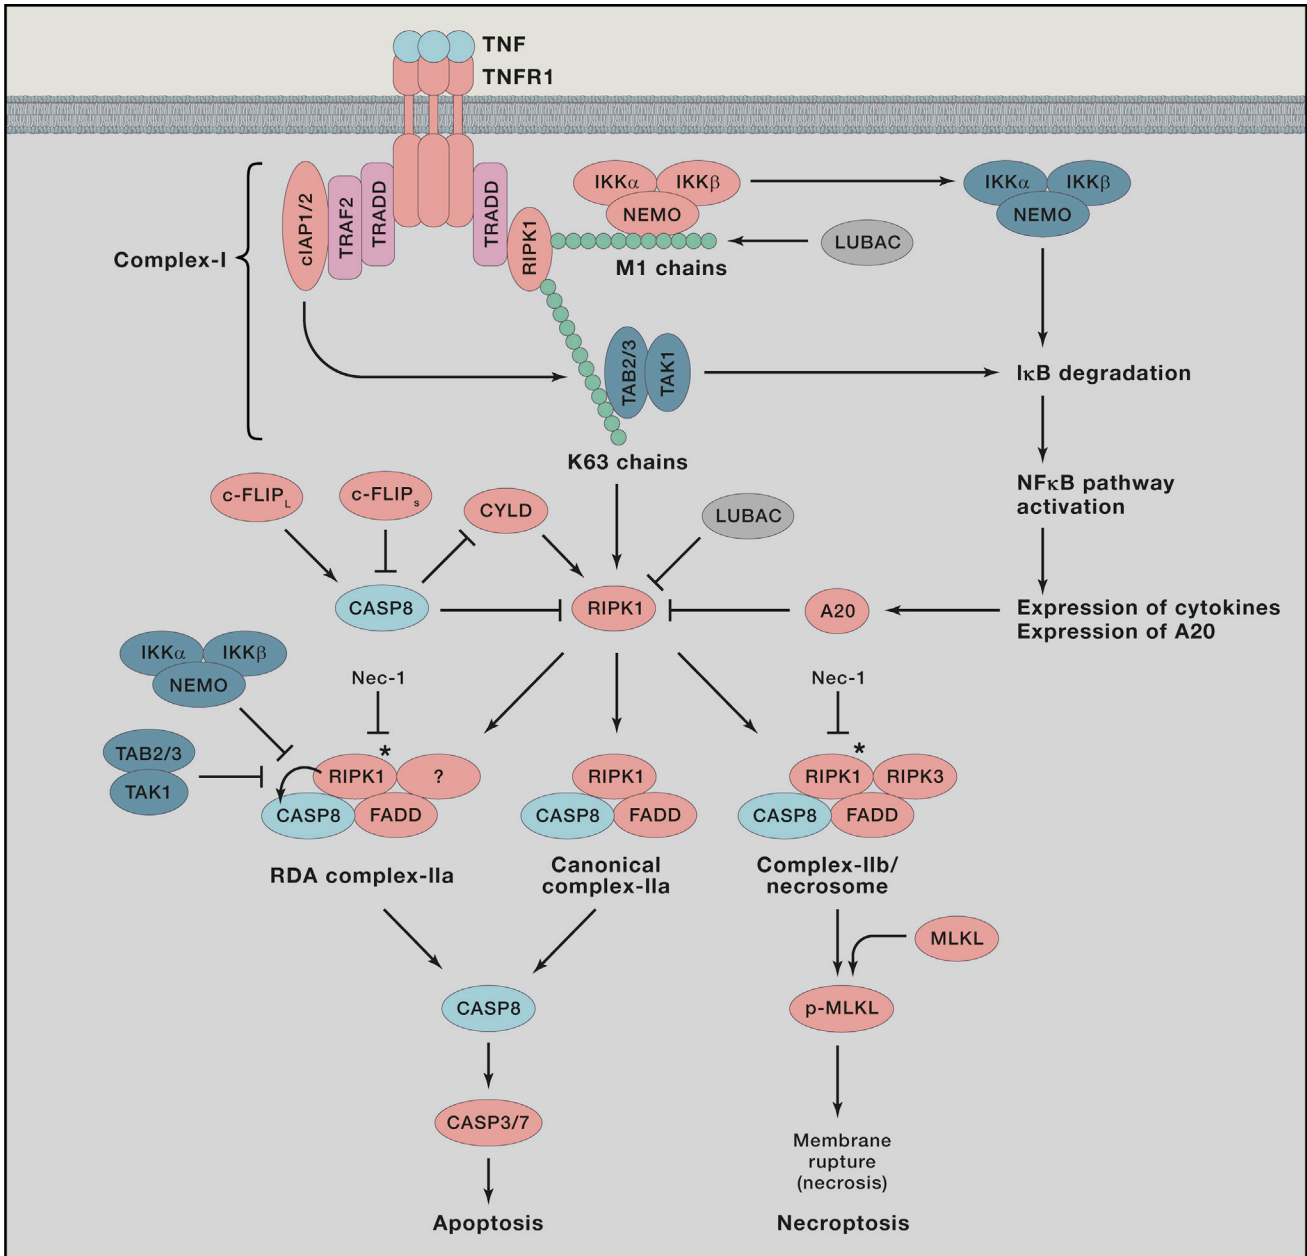 TNF
TNFR1
Complex-I
cIAP1/2
TRAF2
TRADD
TRADD
RIPK1
IKKα
IKKβ
NEMO
M1 chains
LUBAC
IKKα
IKKβ
NEMO
TAB2/3
TAK1
IκB degradation
K63 chains
NFκB pathway
activation
c-FLIPL
c-FLIPs
CYLD
LUBAC
CASP8
RIPK1
A20
Expression of cytokines
Expression of A20
IKKα
IKKβ
NEMO
TAB2/3
TAK1
Nec-1
*
RIPK1
?
CASP8
FADD
RDA complex-IIa
RIPK1
CASP8
FADD
Canonical
complex-IIa
Nec-1
*
RIPK1
RIPK3
CASP8
FADD
Complex-IIb/
necrosome
MLKL
CASP8
p-MLKL
CASP3/7
Membrane
rupture
(necrosis)
Apoptosis
Necroptosis